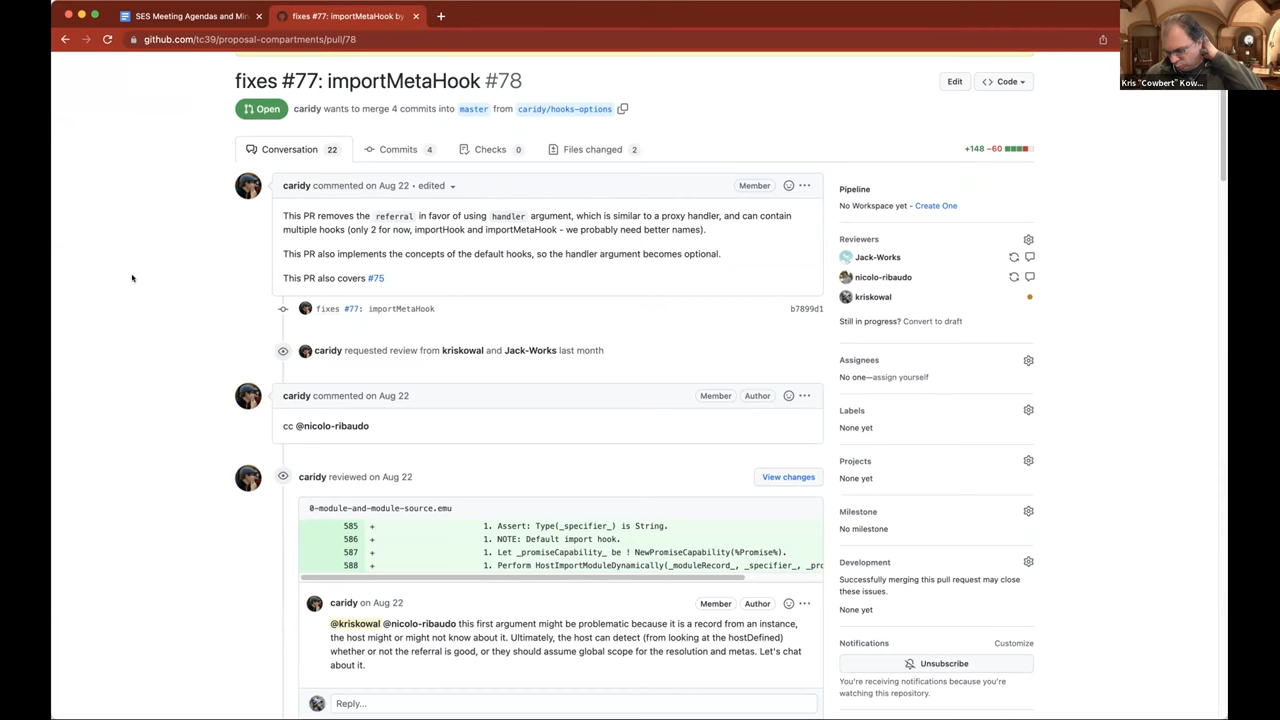 SES Meeting Agendas and Min
fixes #77: importMetaHook by
github.com/tc39/proposal-compartments/pull/78
Kris "Cowbert" Kow...
fixes #77: importMetaHook #78
Edit
Code
Open
caridy wants to merge 4 commits into master from caridy/hooks-options
Conversation 22
Commits 4
Checks 0
Files changed 2
+148 −60
caridy commented on Aug 22 • edited
Member
This PR removes the referral in favor of using handler argument, which is similar to a proxy handler, and can contain
multiple hooks (only 2 for now, importHook and importMetaHook - we probably need better names).
This PR also implements the concepts of the default hooks, so the handler argument becomes optional.
This PR also covers #75
fixes #77: importMetaHook
b7899d1
caridy requested review from kriskowal and Jack-Works last month
caridy commented on Aug 22
Member
Author
cc @nicolo-ribaudo
caridy reviewed on Aug 22
View changes
0-module-and-module-source.emu
585 + 1. Assert: Type(_specifier_) is String.
586 + 1. NOTE: Default import hook.
587 + 1. Let _promiseCapability_ be ! NewPromiseCapability(%Promise%).
588 + 1. Perform HostImportModuleDynamically(_moduleRecord_, _specifier_, _pro
caridy on Aug 22
Member
Author
@kriskowal @nicolo-ribaudo this first argument might be problematic because it is a record from an instance,
the host might or might not know about it. Ultimately, the host can detect (from looking at the hostDefined)
whether or not the referral is good, or they should assume global scope for the resolution and metas. Let's chat
about it.
Reply...
Pipeline
No Workspace yet - Create One
Reviewers
Jack-Works
nicolo-ribaudo
kriskowal
Still in progress? Convert to draft
Assignees
No one—assign yourself
Labels
None yet
Projects
None yet
Milestone
No milestone
Development
Successfully merging this pull request may close
these issues.
None yet
Notifications
Customize
Unsubscribe
You're receiving notifications because you're
watching this repository.